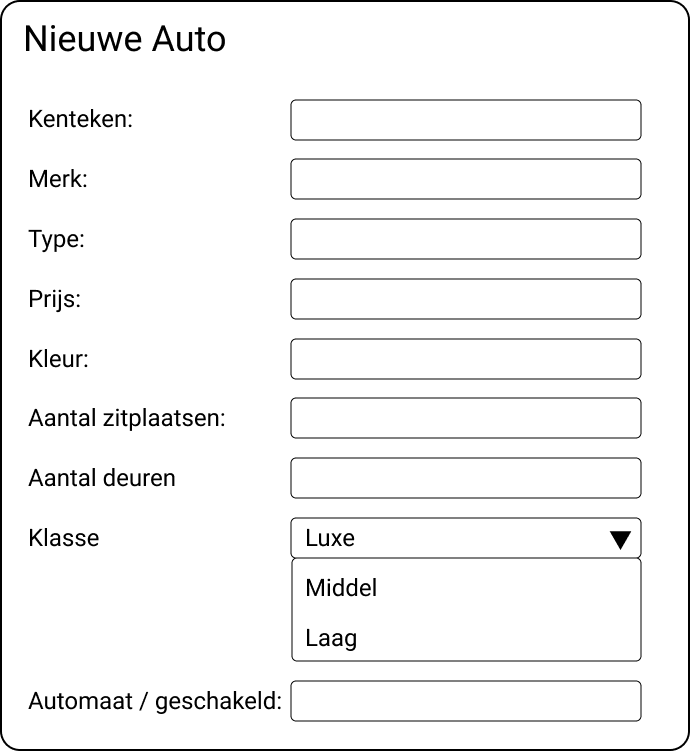 Nieuwe Auto
Kenteken:
Merk:
Type:
Prijs:
Kleur:
Aantal zitplaatsen:
Aantal deuren
Klasse Luxe
Middel
Laag
Automaat / geschakeld: